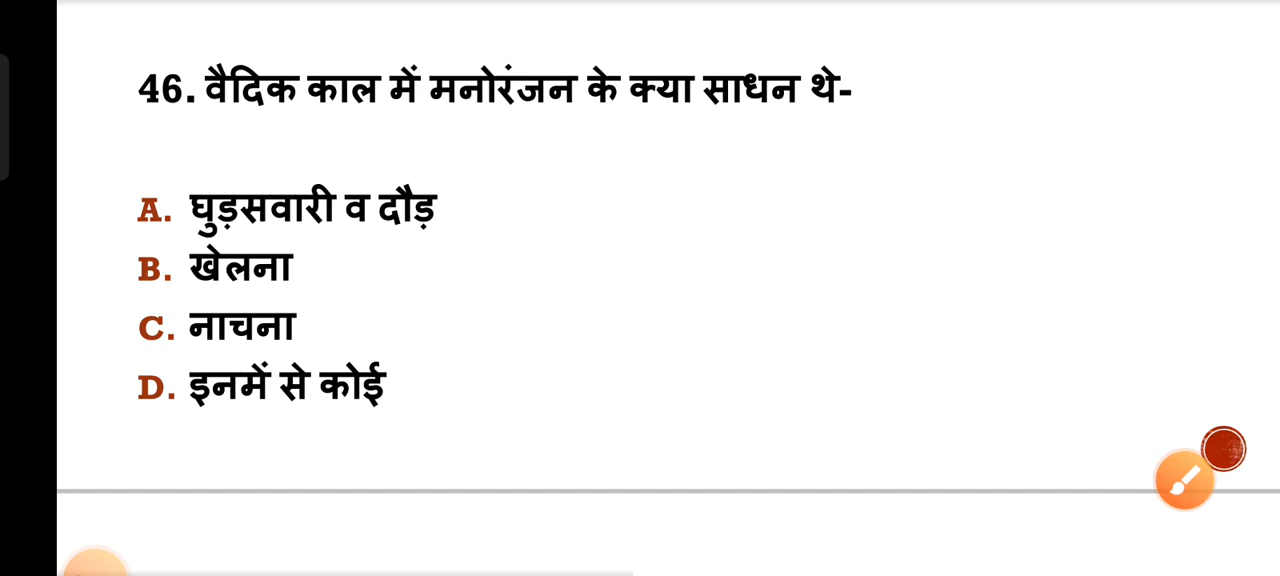 46. वैदिक काल में मनोरंजन के क्या साधन थे-
A. घुड़सवारी व दौड़
B. खेलना
C. नाचना
D. इनमें से कोई